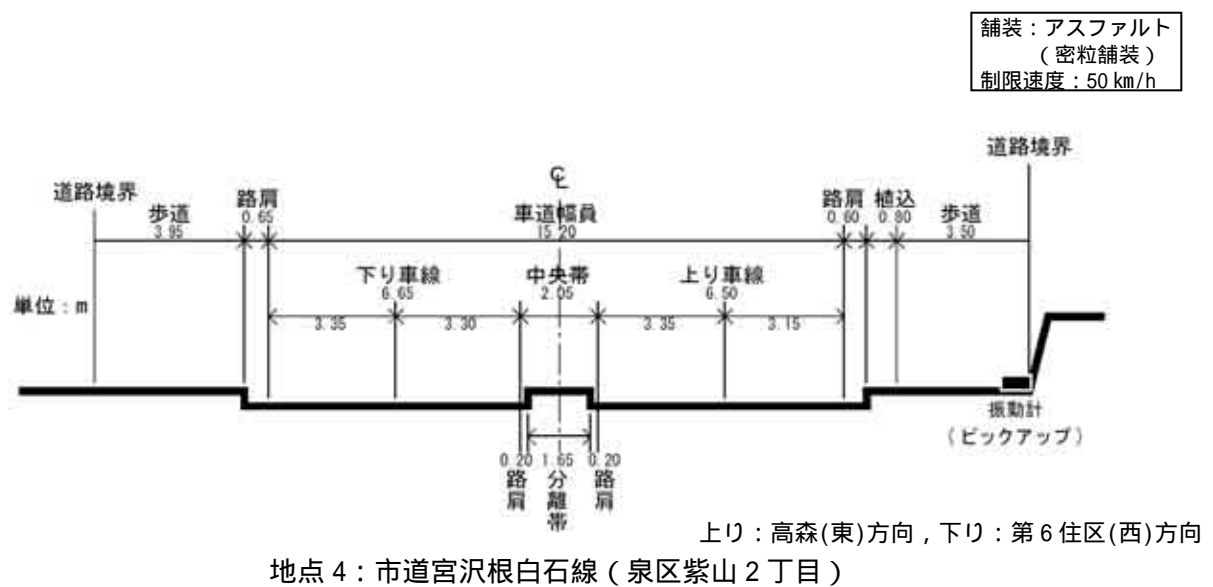 舗装：アスファルト
（密粒舗装）
制限速度：50 km/h
道路境界
℄
道路境界
歩道
3.95
路肩
0.65
車道幅員
15.20
路肩
0.60
植込
0.80
歩道
3.50
下り車線
6.65
中央帯
2.05
上り車線
6.50
単位：m
3.35
3.30
3.35
3.15
振動計
（ピックアップ）
0.20
1.65
0.20
路肩
分離帯
路肩
上り：高森(東)方向，下り：第6住区(西)方向
地点4：市道宮沢根白石線（泉区紫山2丁目）